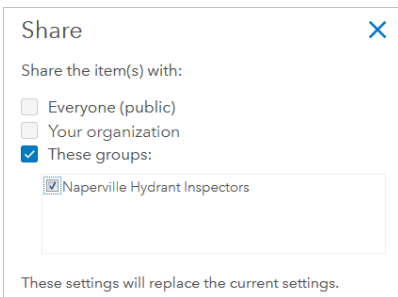 Share
Share the item(s) with:
Everyone (public)
Your organization
These groups:
Naperville Hydrant Inspectors
These settings will replace the current settings.